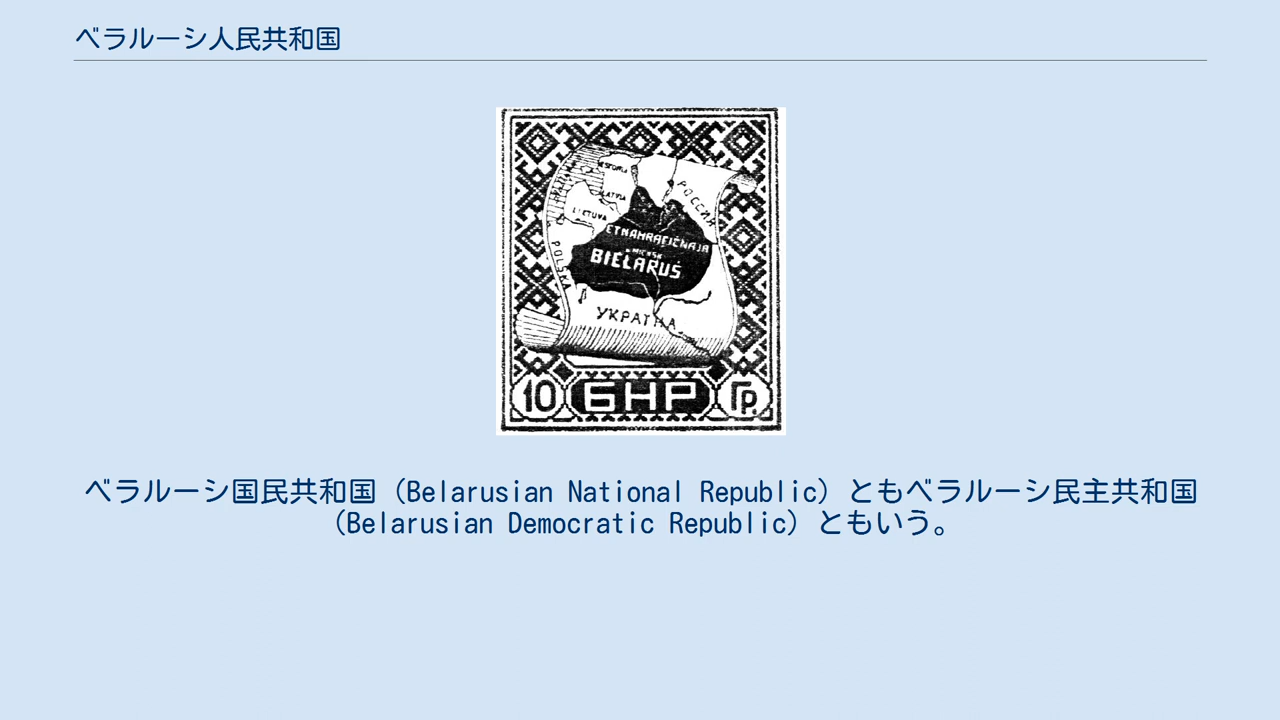 ベラルーシ人民共和国
LATVIA
LIETUVA
РОССИЯ
POLSKA
ETNAHRAFIČNAJA
BIELARUŚ
УКРАЇНА
10 БНР Гр.
ベラルーシ国民共和国（Belarusian National Republic）ともベラルーシ民主共和国
（Belarusian Democratic Republic）ともいう。